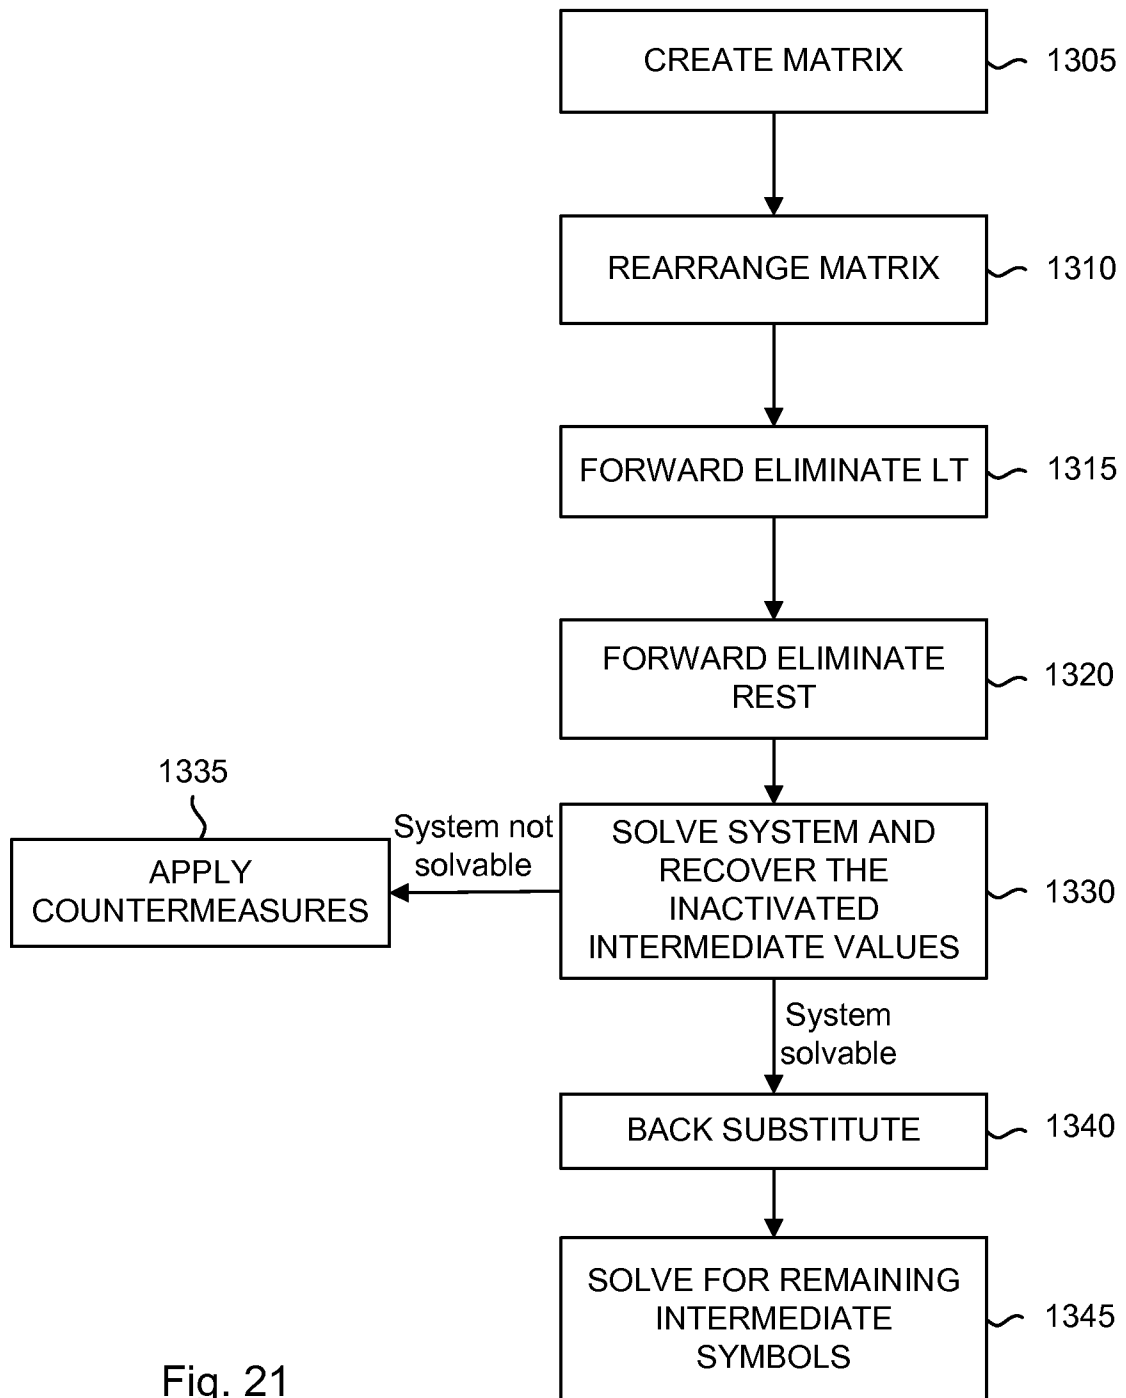 CREATE MATRIX
1305
REARRANGE MATRIX
1310
FORWARD ELIMINATE LT
1315
FORWARD ELIMINATE
REST
1320
1335
APPLY
COUNTERMEASURES
System not
solvable
SOLVE SYSTEM AND
RECOVER THE
INACTIVATED
INTERMEDIATE VALUES
1330
System
solvable
BACK SUBSTITUTE
1340
SOLVE FOR REMAINING
INTERMEDIATE
SYMBOLS
1345
Fig. 21